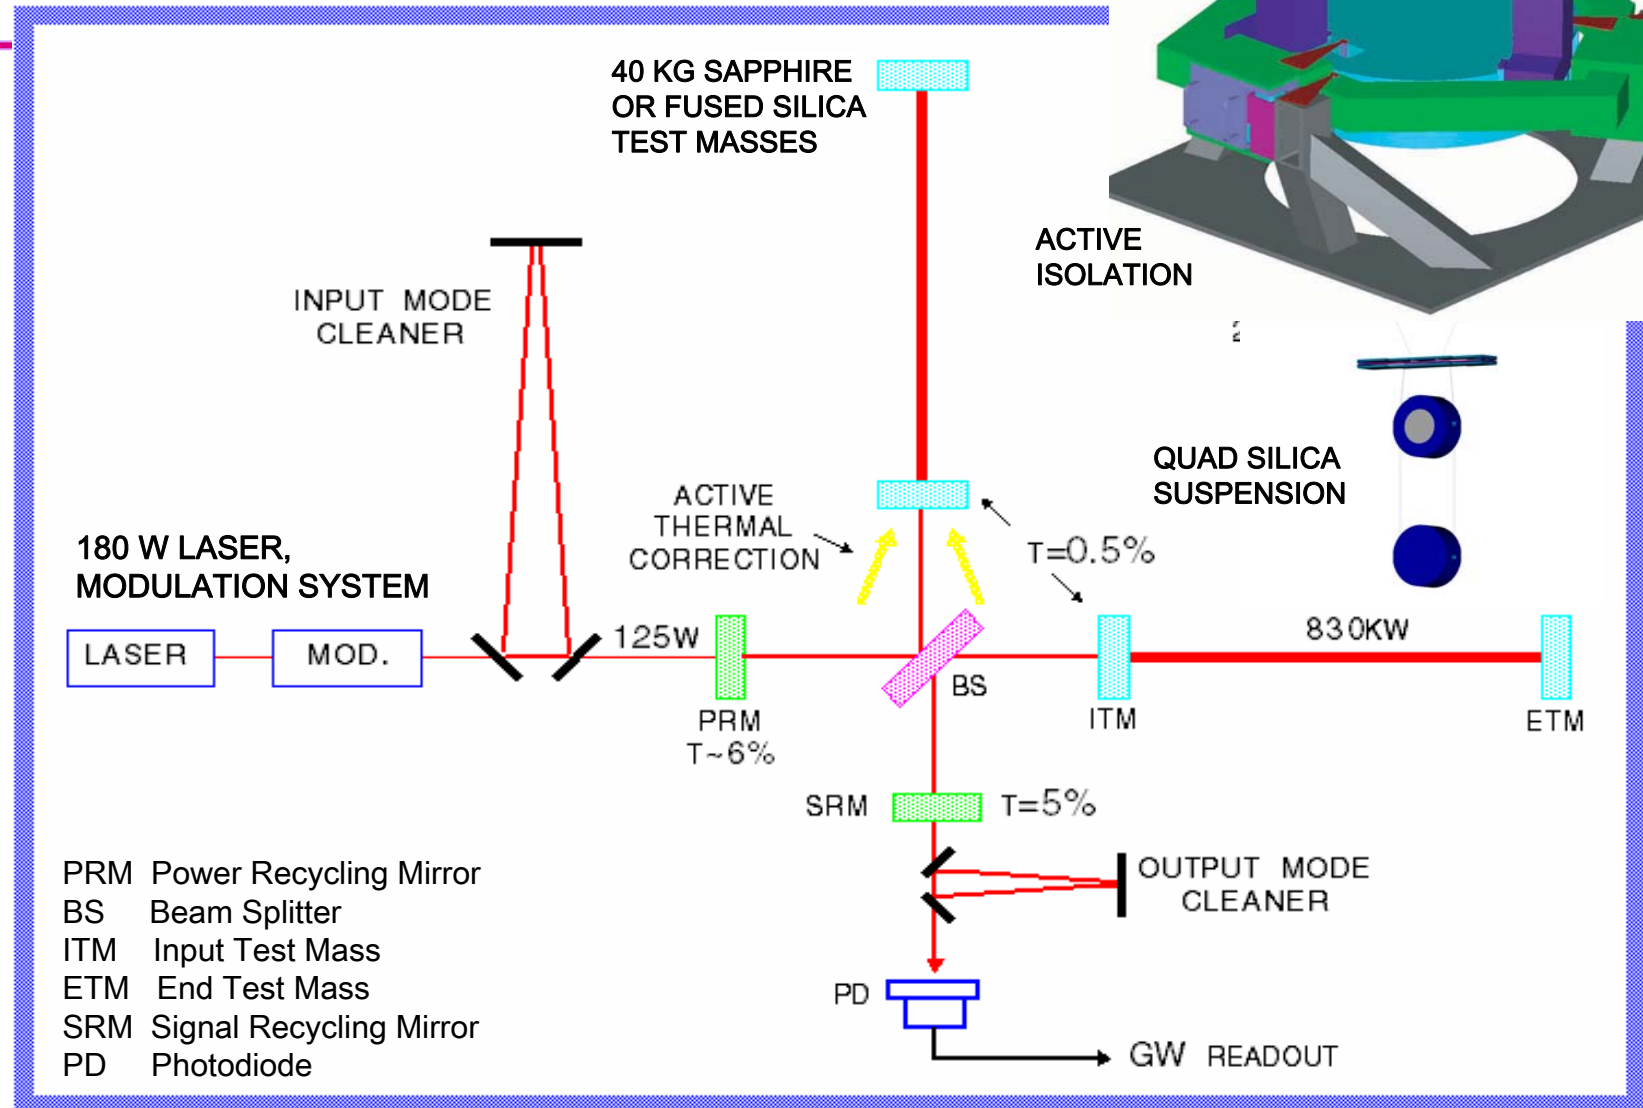 40 KG SAPPHIRE
OR FUSED SILICA
TEST MASSES
ACTIVE
ISOLATION
INPUT MODE
CLEANER
QUAD SILICA
SUSPENSION
ACTIVE
THERMAL
CORRECTION
T=0.5%
180 W LASER,
MODULATION SYSTEM
LASER
MOD.
125W
830KW
BS
PRM
T~6%
ITM
ETM
SRM
T=5%
OUTPUT MODE
CLEANER
PD
GW READOUT
PRM Power Recycling Mirror
BS Beam Splitter
ITM Input Test Mass
ETM End Test Mass
SRM Signal Recycling Mirror
PD Photodiode